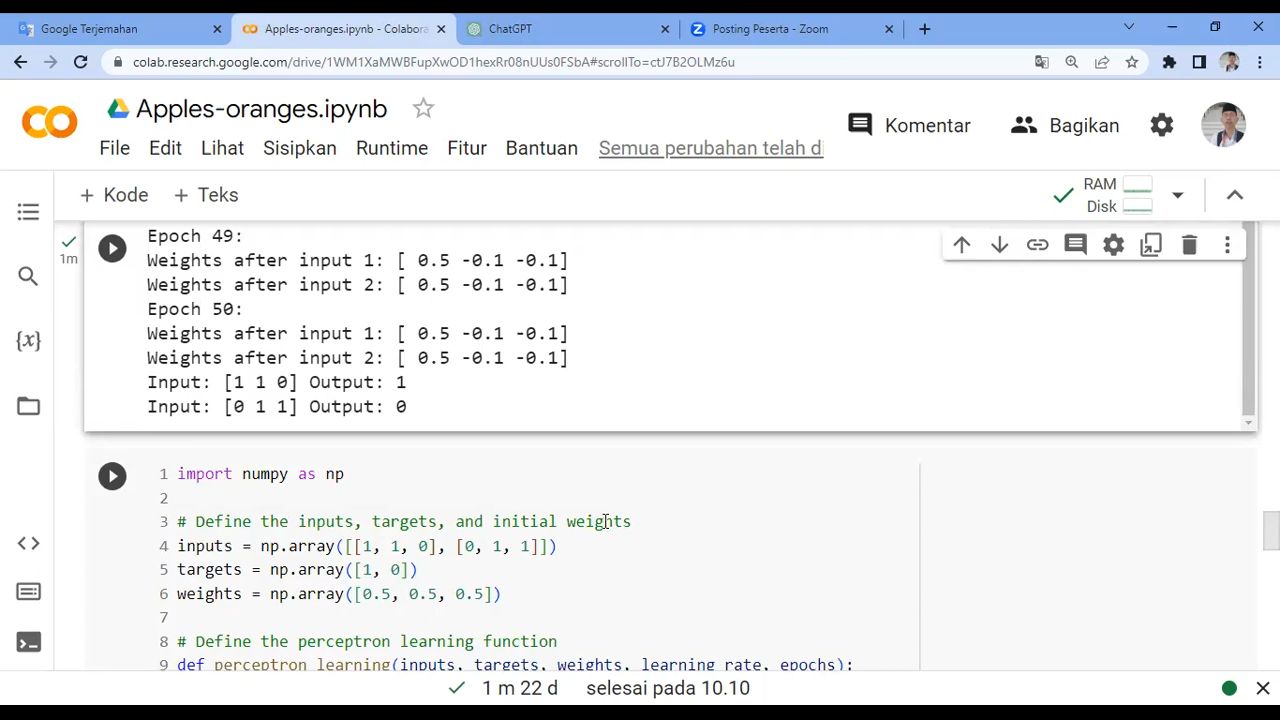 Google Terjemahan
Apples-oranges.ipynb - Colabora
ChatGPT
Posting Peserta - Zoom
colab.research.google.com/drive/1WM1XaMWBFupXwOD1hexRr08nUUs0FSbA#scrollTo=ctJ7B2OLMz6u
Apples-oranges.ipynb
Komentar
Bagikan
File Edit Lihat Sisipkan Runtime Fitur Bantuan Semua perubahan telah di
+ Kode + Teks
RAM
Disk
1m
Epoch 49:
Weights after input 1: [ 0.5 -0.1 -0.1]
Weights after input 2: [ 0.5 -0.1 -0.1]
Epoch 50:
Weights after input 1: [ 0.5 -0.1 -0.1]
Weights after input 2: [ 0.5 -0.1 -0.1]
Input: [1 1 0] Output: 1
Input: [0 1 1] Output: 0
1 import numpy as np
2
3 # Define the inputs, targets, and initial weights
4 inputs = np.array([[1, 1, 0], [0, 1, 1]])
5 targets = np.array([1, 0])
6 weights = np.array([0.5, 0.5, 0.5])
7
8 # Define the perceptron learning function
9 def perceptron_learning(inputs, targets, weights, learning_rate, epochs):
1 m 22 d selesai pada 10.10